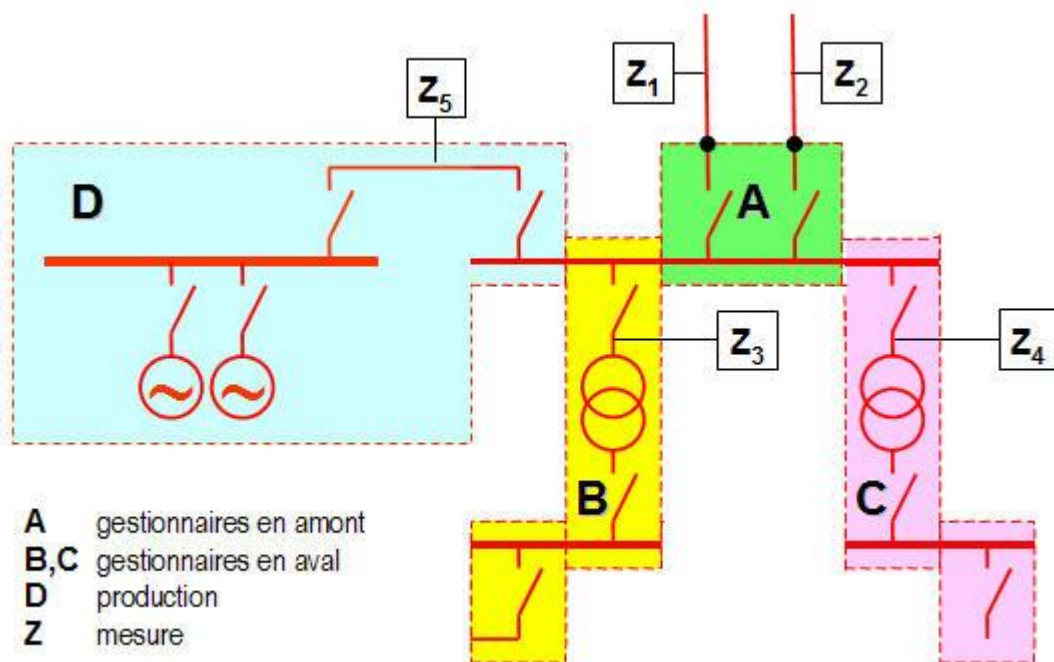 Z1
Z2
Z5
D
A
Z3
Z4
B
C
A gestionnaires en amont
B,C gestionnaires en aval
D production
Z mesure